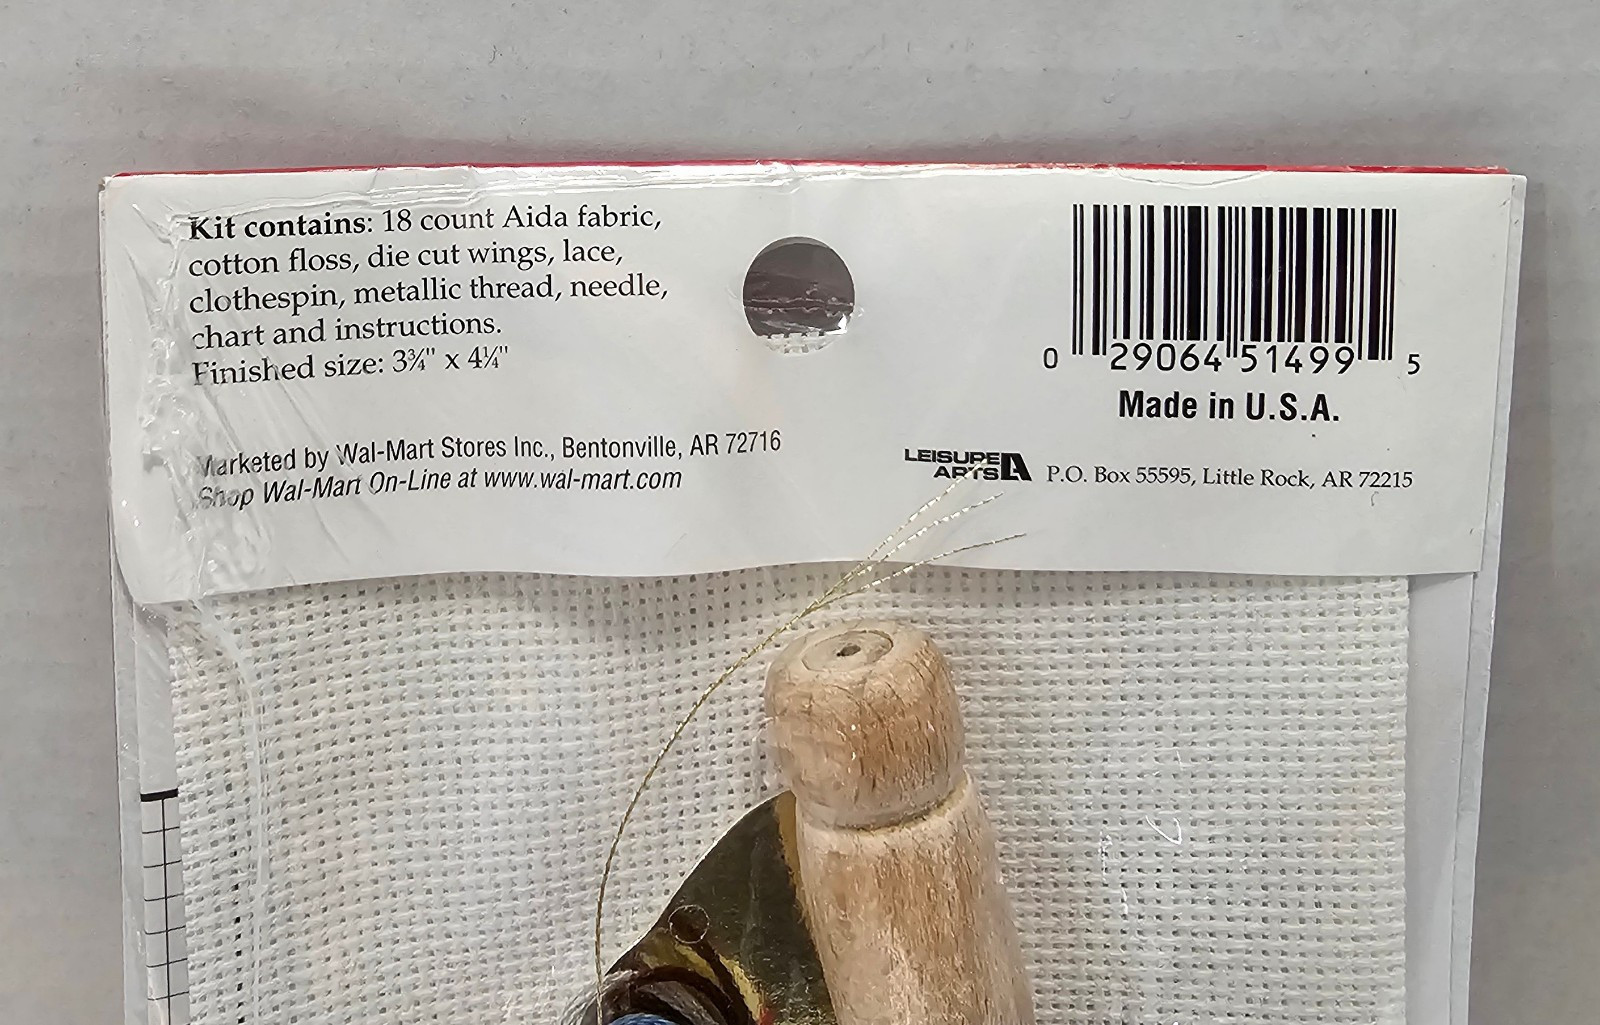 Kit contains: 18 count Aida fabric,
cotton floss, die cut wings, lace,
clothespin, metallic thread, needle,
chart and instructions.
Finished size: 3¾" x 4¼"
Marketed by Wal-Mart Stores Inc., Bentonville, AR 72716
Shop Wal-Mart On-Line at www.wal-mart.com
0 29064 51499 5
Made in U.S.A.
LEISURE
ARTS LA
P.O. Box 55595, Little Rock, AR 72215